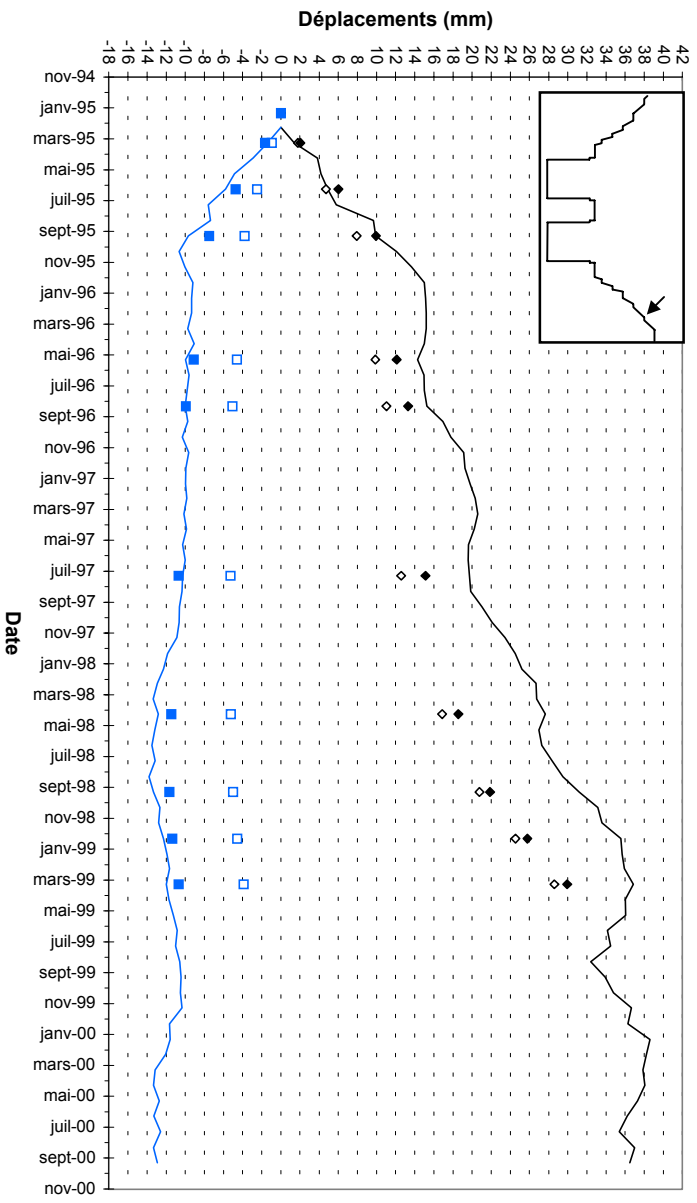 Déplacements (mm)
-18 -16 -14 -12 -10 -8 -6 -4 -2 0 2 4 6 8 10 12 14 16 18 20 22 24 26 28 30 32 34 36 38 40 42
nov-94
janv-95
mars-95
mai-95
juil-95
sept-95
nov-95
janv-96
mars-96
mai-96
juil-96
sept-96
nov-96
janv-97
mars-97
mai-97
juil-97
sept-97
nov-97
janv-98
mars-98
mai-98
juil-98
sept-98
nov-98
janv-99
mars-99
mai-99
juil-99
sept-99
nov-99
janv-00
mars-00
mai-00
juil-00
sept-00
nov-00
Date